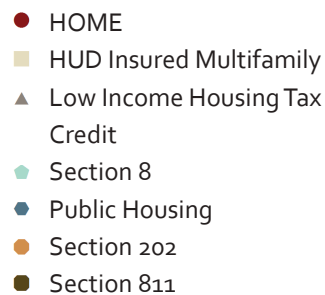 HOME
HUD Insured Multifamily
Low Income Housing Tax
Credit
Section 8
Public Housing
Section 202
Section 811